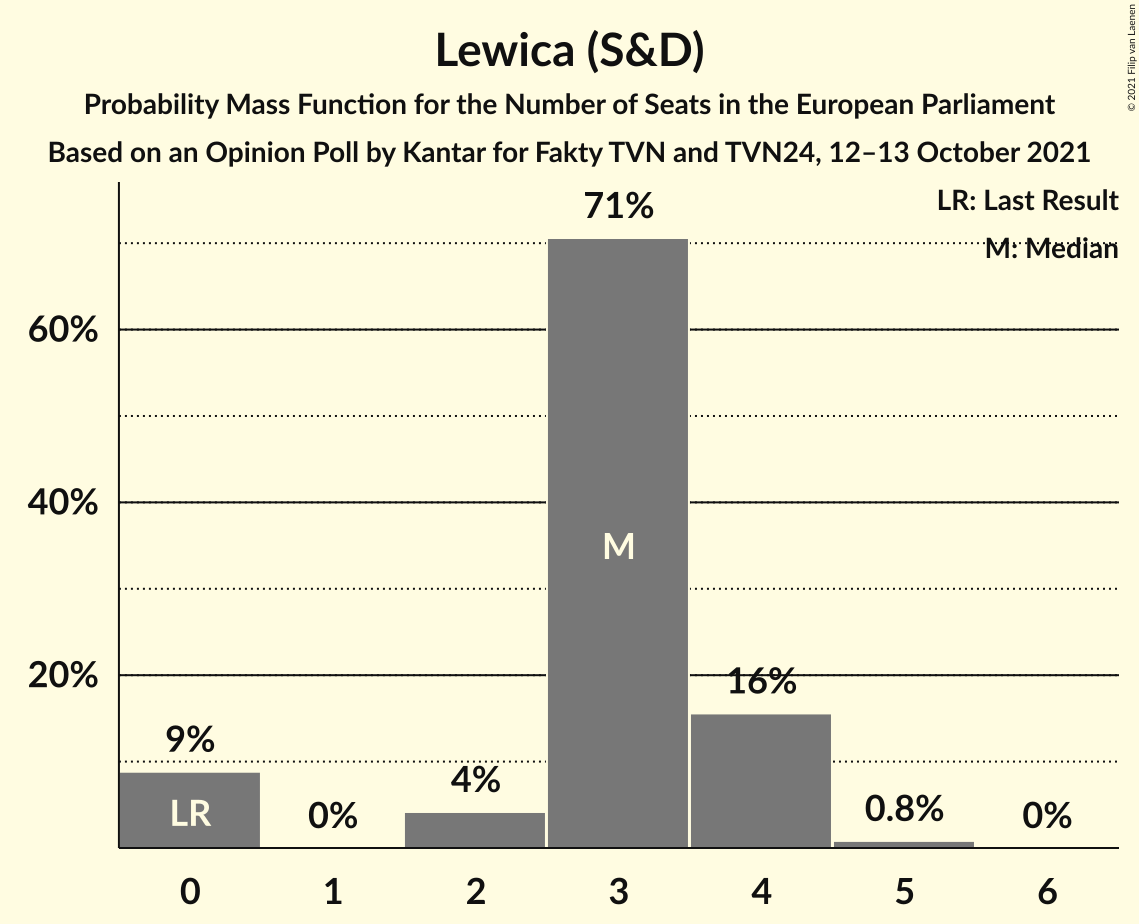 Lewica (S&D)
Probability Mass Function for the Number of Seats in the European Parliament
Based on an Opinion Poll by Kantar for Fakty TVN and TVN24, 12–13 October 2021
© 2021 Filip van Laenen
LR: Last Result
M: Median
71%
60%
40%
M
20%
16%
9%
4%
LR
0%
0.8%
0%
0 1 2 3 4 5 6